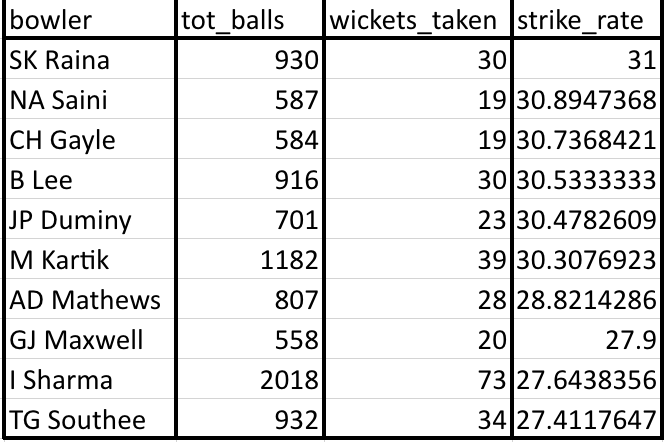 bowler tot_balls wickets_taken strike_rate
SK Raina 930 30 31
NA Saini 587 19 30.8947368
CH Gayle 584 19 30.7368421
B Lee 916 30 30.5333333
JP Duminy 701 23 30.4782609
M Kartik 1182 39 30.3076923
AD Mathews 807 28 28.8214286
GJ Maxwell 558 20 27.9
I Sharma 2018 73 27.6438356
TG Southee 932 34 27.4117647